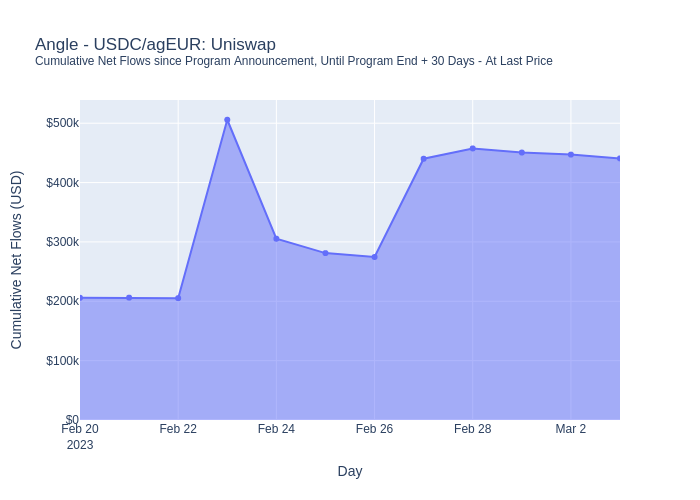 Angle - USDC/agEUR: Uniswap
Cumulative Net Flows since Program Announcement, Until Program End + 30 Days - At Last Price
Cumulative Net Flows (USD)
$500k
$400k
$300k
$200k
$100k
$0
Feb 20 Feb 22 Feb 24 Feb 26 Feb 28 Mar 2
2023
Day